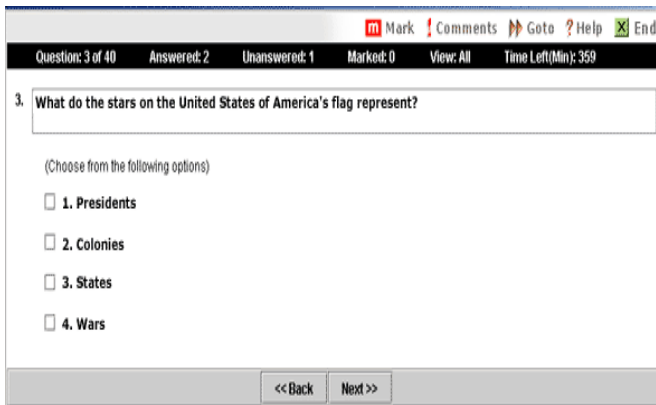 m Mark ! Comments Goto ? Help X End
Question: 3 of 40 Answered: 2 Unanswered: 1 Marked: 0 View: All Time Left(Min): 359
3. What do the stars on the United States of America's flag represent?
(Choose from the following options)
1. Presidents
2. Colonies
3. States
4. Wars
<< Back Next >>